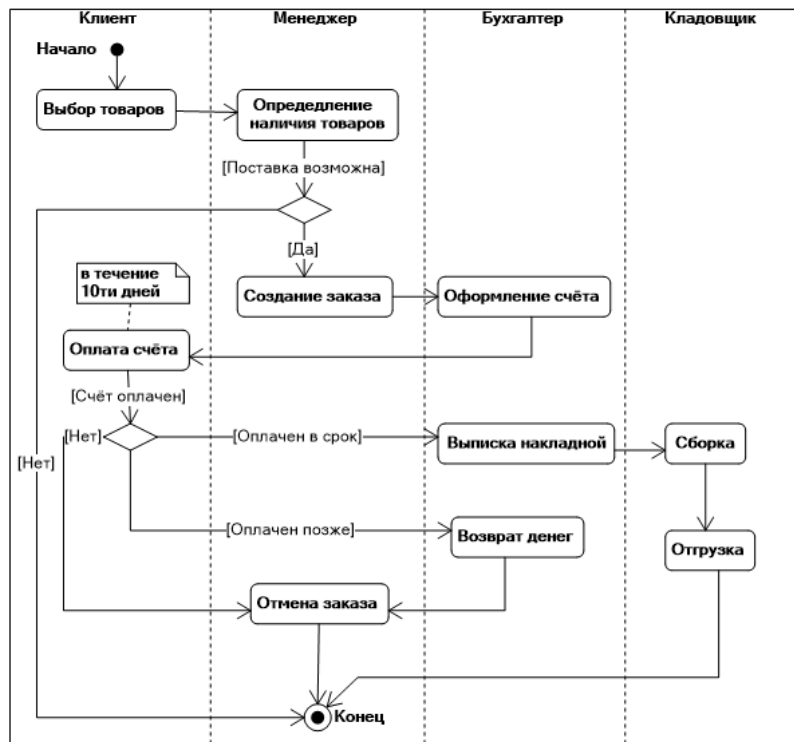 Клиент
Менеджер
Бухгалтер
Кладовщик
Начало
Выбор товаров
Опредедление
наличия товаров
[Поставка возможна]
[Да]
в течение
10ти дней
Создание заказа
Оформление счёта
Оплата счёта
[Счёт оплачен]
[Нет]
[Оплачен в срок]
Выписка накладной
Сборка
[Нет]
[Оплачен позже]
Возврат денег
Отгрузка
Отмена заказа
Конец